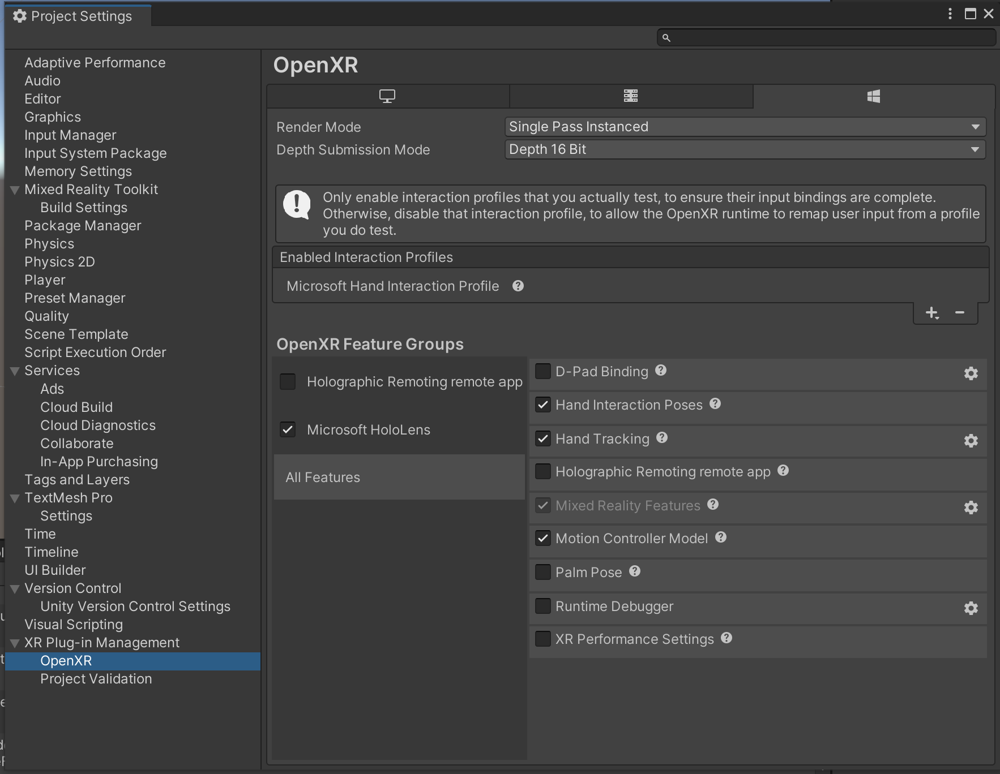 Project Settings
Adaptive Performance
Audio
Editor
Graphics
Input Manager
Input System Package
Memory Settings
Mixed Reality Toolkit
Build Settings
Package Manager
Physics
Physics 2D
Player
Preset Manager
Quality
Scene Template
Script Execution Order
Services
Ads
Cloud Build
Cloud Diagnostics
Collaborate
In-App Purchasing
Tags and Layers
TextMesh Pro
Settings
Time
Timeline
UI Builder
Version Control
Unity Version Control Settings
Visual Scripting
XR Plug-in Management
OpenXR
Project Validation
OpenXR
Render Mode
Single Pass Instanced
Depth Submission Mode
Depth 16 Bit
Only enable interaction profiles that you actually test, to ensure their input bindings are complete.
Otherwise, disable that interaction profile, to allow the OpenXR runtime to remap user input from a profile
you do test.
Enabled Interaction Profiles
Microsoft Hand Interaction Profile
OpenXR Feature Groups
Holographic Remoting remote app
Microsoft HoloLens
All Features
D-Pad Binding
Hand Interaction Poses
Hand Tracking
Holographic Remoting remote app
Mixed Reality Features
Motion Controller Model
Palm Pose
Runtime Debugger
XR Performance Settings